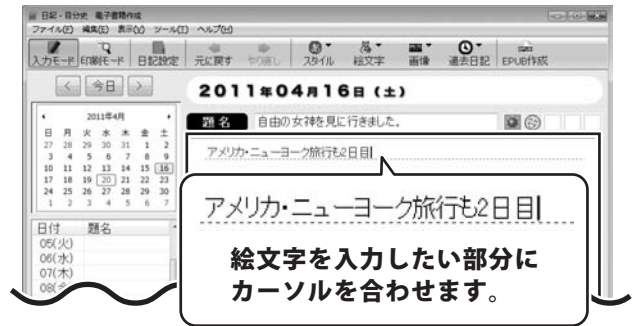 日記・自分史 電子書籍作成
ファイル(F) 編集(E) 表示(V) ツール(T) ヘルプ(H)
入力モード 印刷モード 日記設定 元に戻す やり直し スタイル 絵文字 画像 過去日記 EPUB作成
< 今日 >
2011年04月16日(土)
2011年4月
日 月 火 水 木 金 土
27 28 29 30 31 1 2
3 4 5 6 7 8 9
10 11 12 13 14 15 16
17 18 19 20 21 22 23
24 25 26 27 28 29 30
1 2 3 4 5 6 7
題名 自由の女神を見に行きました。
アメリカ・ニューヨーク旅行も2日目
日付 題名
05(火)
06(水)
07(木)
08(
アメリカ・ニューヨーク旅行も2日目
絵文字を入力したい部分に
カーソルを合わせます。